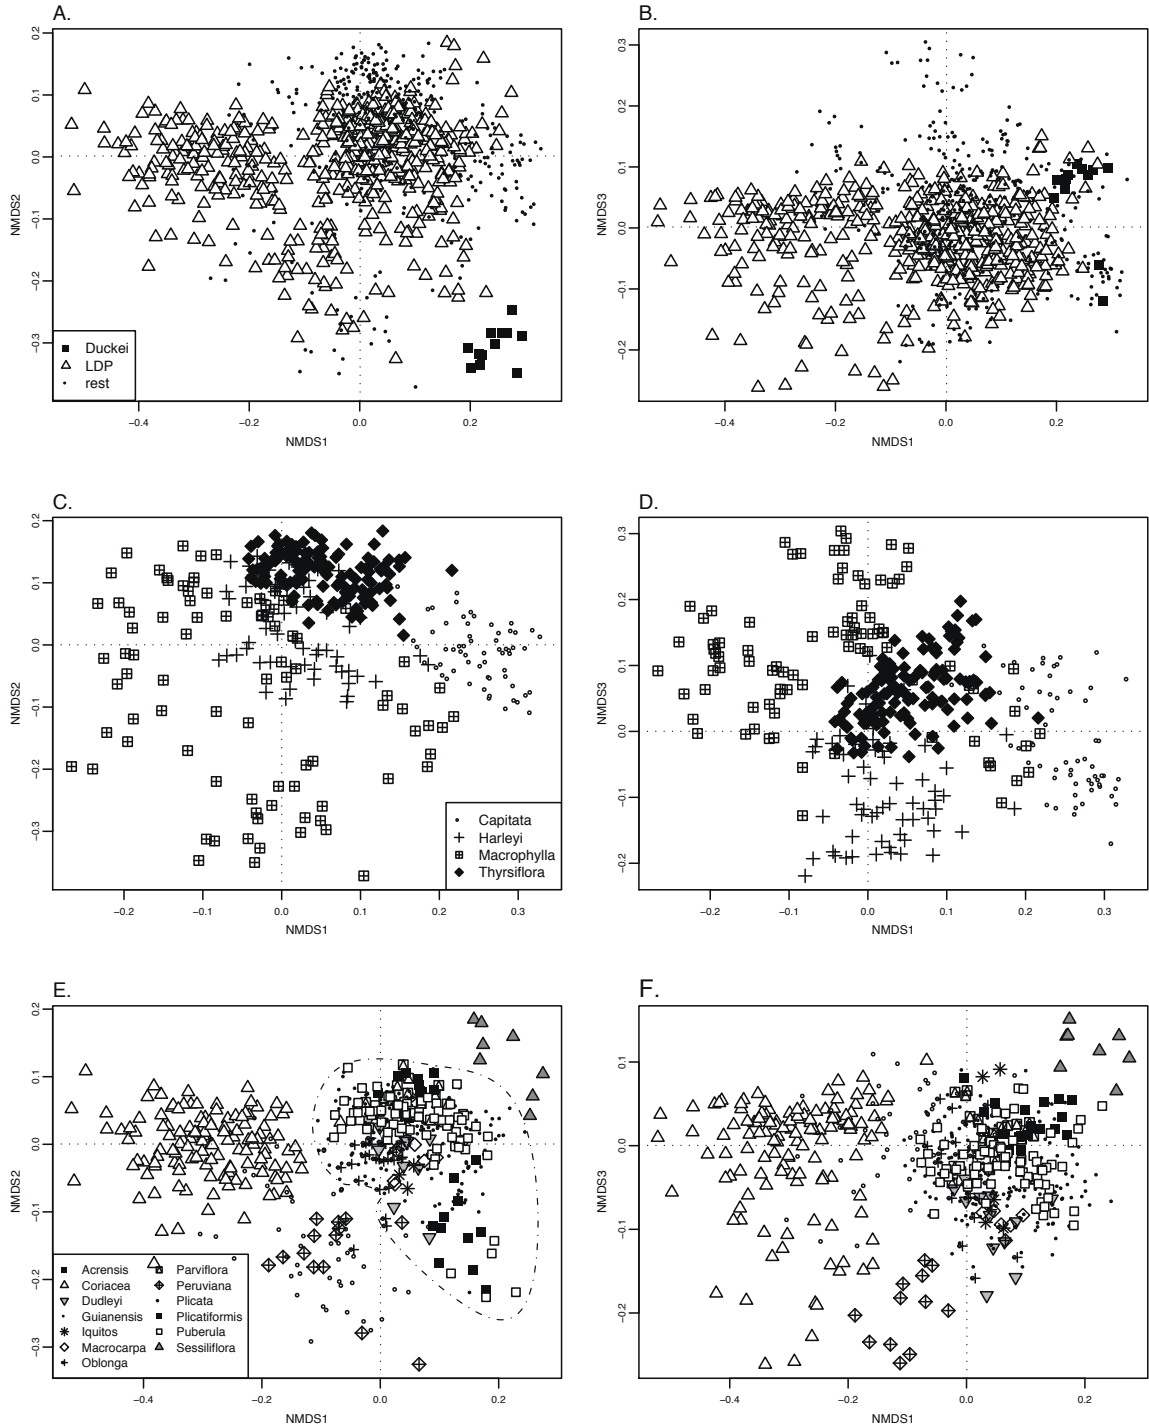 A.
0.2
0.1
0.0
−0.1
−0.2
−0.3
NMDS2
Duckei
LDP
rest
−0.4
−0.2
0.0
0.2
NMDS1
B.
0.3
0.2
0.1
0.0
−0.1
−0.2
NMDS3
−0.4
−0.2
0.0
0.2
NMDS1
C.
0.2
0.1
0.0
−0.1
−0.2
−0.3
NMDS2
Capitata
Harleyi
Macrophylla
Thyrsiflora
−0.2
−0.1
0.0
0.1
0.2
0.3
NMDS1
D.
0.3
0.2
0.1
0.0
−0.1
−0.2
NMDS3
−0.2
−0.1
0.0
0.1
0.2
0.3
NMDS1
E.
0.2
0.1
0.0
−0.1
−0.2
−0.3
NMDS2
Acrensis
Coriacea
Dudleyi
Guianensis
Iquitos
Macrocarpa
Oblonga
Parviflora
Peruviana
Plicata
Plicatiformis
Puberula
Sessiliflora
−0.4
−0.2
0.0
0.2
NMDS1
F.
0.1
0.0
−0.1
−0.2
NMDS3
−0.4
−0.2
0.0
0.2
NMDS1